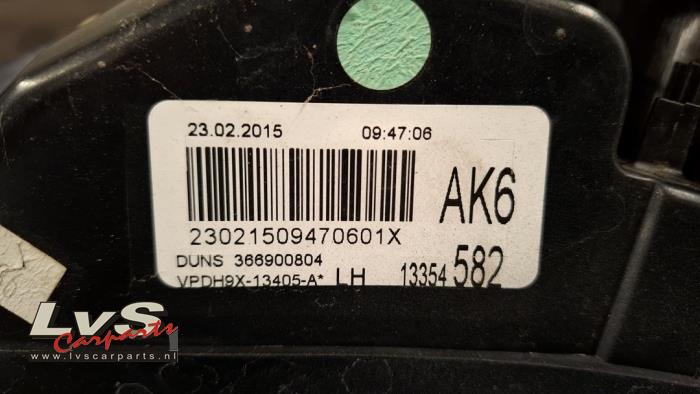 23.02.2015 09:47:06
AK6
23021509470601X
DUNS 366900804
VPDH9X-13405-A* LH 13354 582
LvS
Carparts
www.lvscarparts.nl